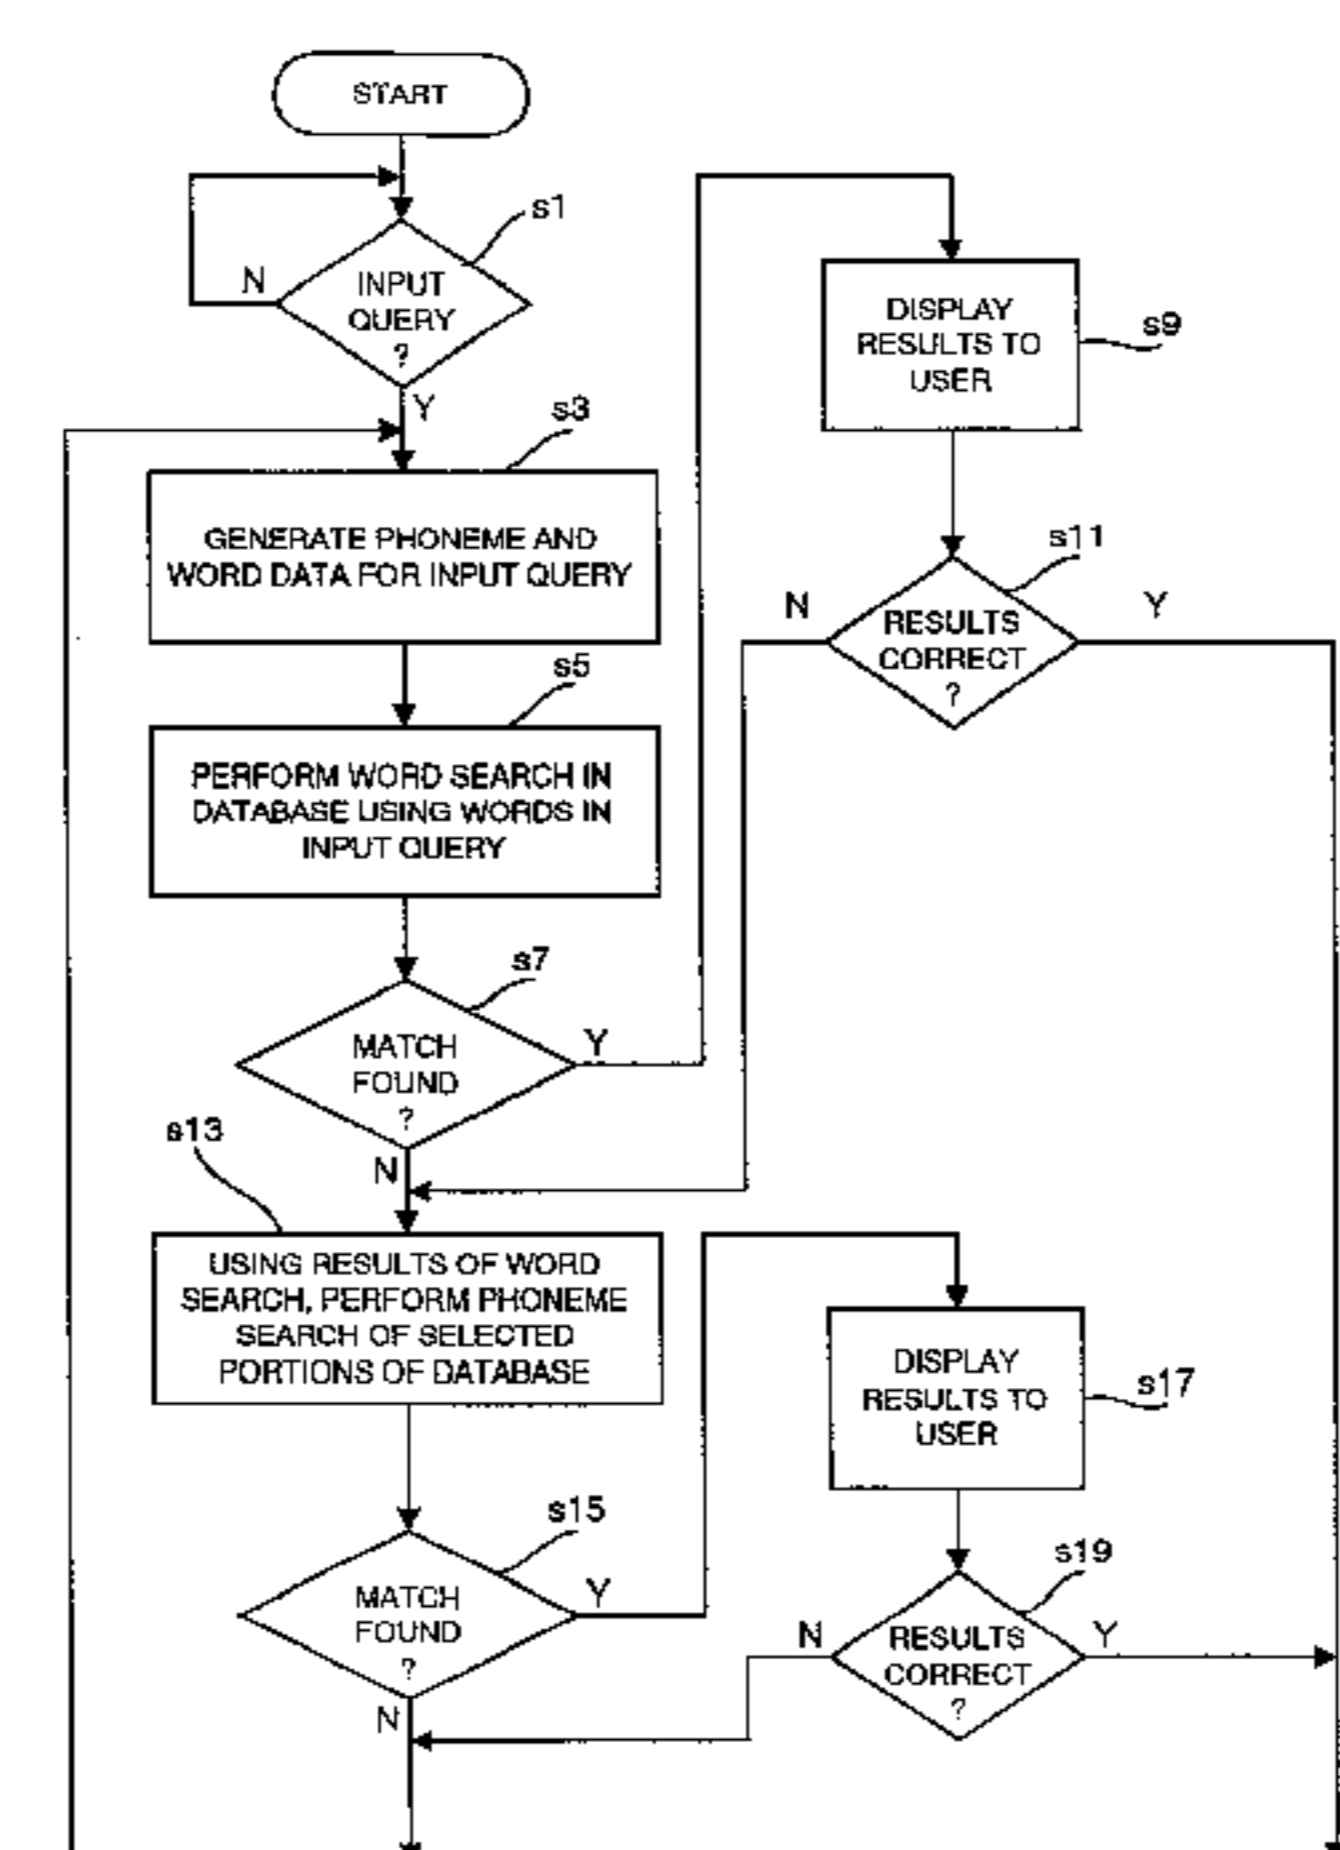 START
s1
N
INPUT
QUERY
?
Y
s3
GENERATE PHONEME AND
WORD DATA FOR INPUT QUERY
s5
PERFORM WORD SEARCH IN
DATABASE USING WORDS IN
INPUT QUERY
s7
MATCH
FOUND
?
Y
N
DISPLAY
RESULTS TO
USER
s9
s11
N
RESULTS
CORRECT
?
Y
s13
USING RESULTS OF WORD
SEARCH, PERFORM PHONEME
SEARCH OF SELECTED
PORTIONS OF DATABASE
s15
MATCH
FOUND
?
Y
N
DISPLAY
RESULTS TO
USER
s17
s19
N
RESULTS
CORRECT
?
Y